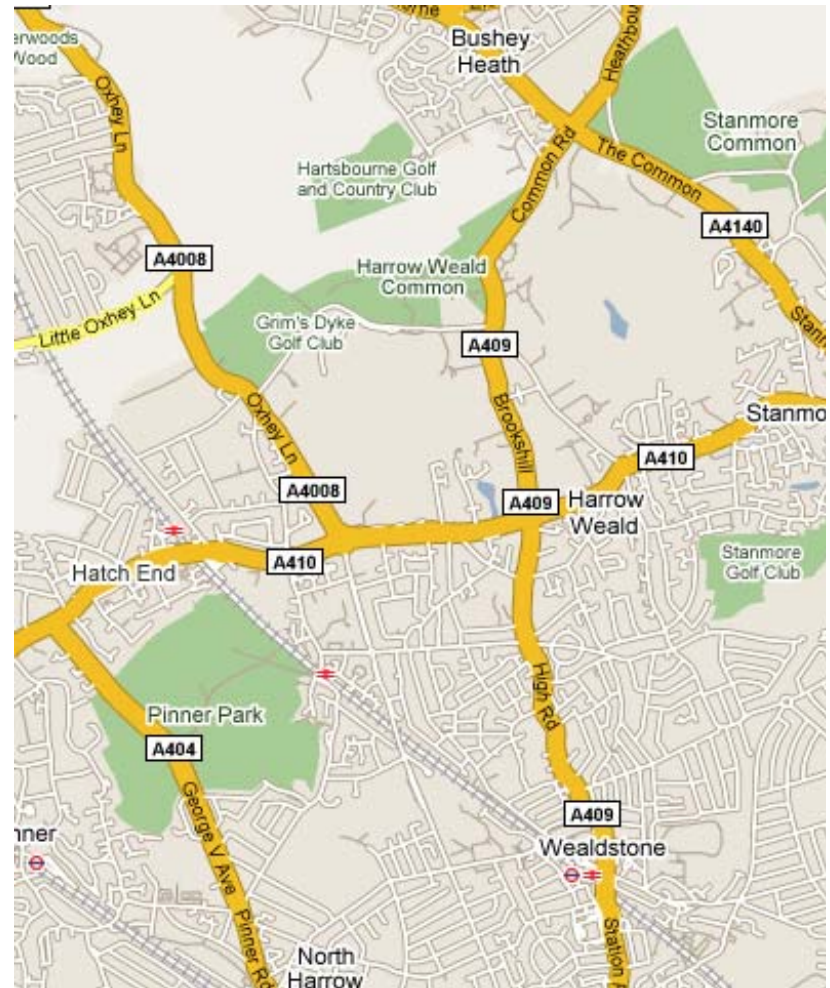 Bushey
Heath
Oxhey Ln
Stanmore
Common
The Common
Common Rd
Hartsbourne Golf
and Country Club
A4140
A4008
Harrow Weald
Common
Little Oxhey Ln
Grim's Dyke
Golf Club
A409
Oxhey Ln
Brookshill
A410
A4008
A409
Harrow
Weald
A410
Hatch End
Stanmore
Golf Club
High Rd
Pinner Park
A404
George V Ave
A409
Wealdstone
Pinner Rd
North
Harrow
Station